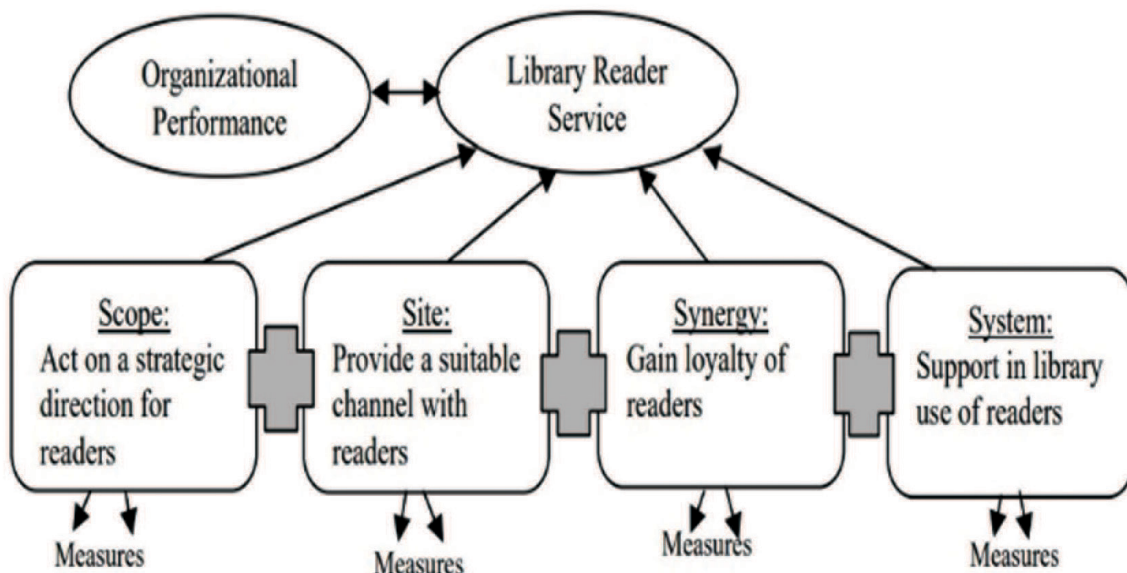 Organizational
Performance
Library Reader
Service
Scope:
Act on a strategic
direction for
readers
Site:
Provide a suitable
channel with
readers
Synergy:
Gain loyalty of
readers
System:
Support in library
use of readers
Measures
Measures
Measures
Measures